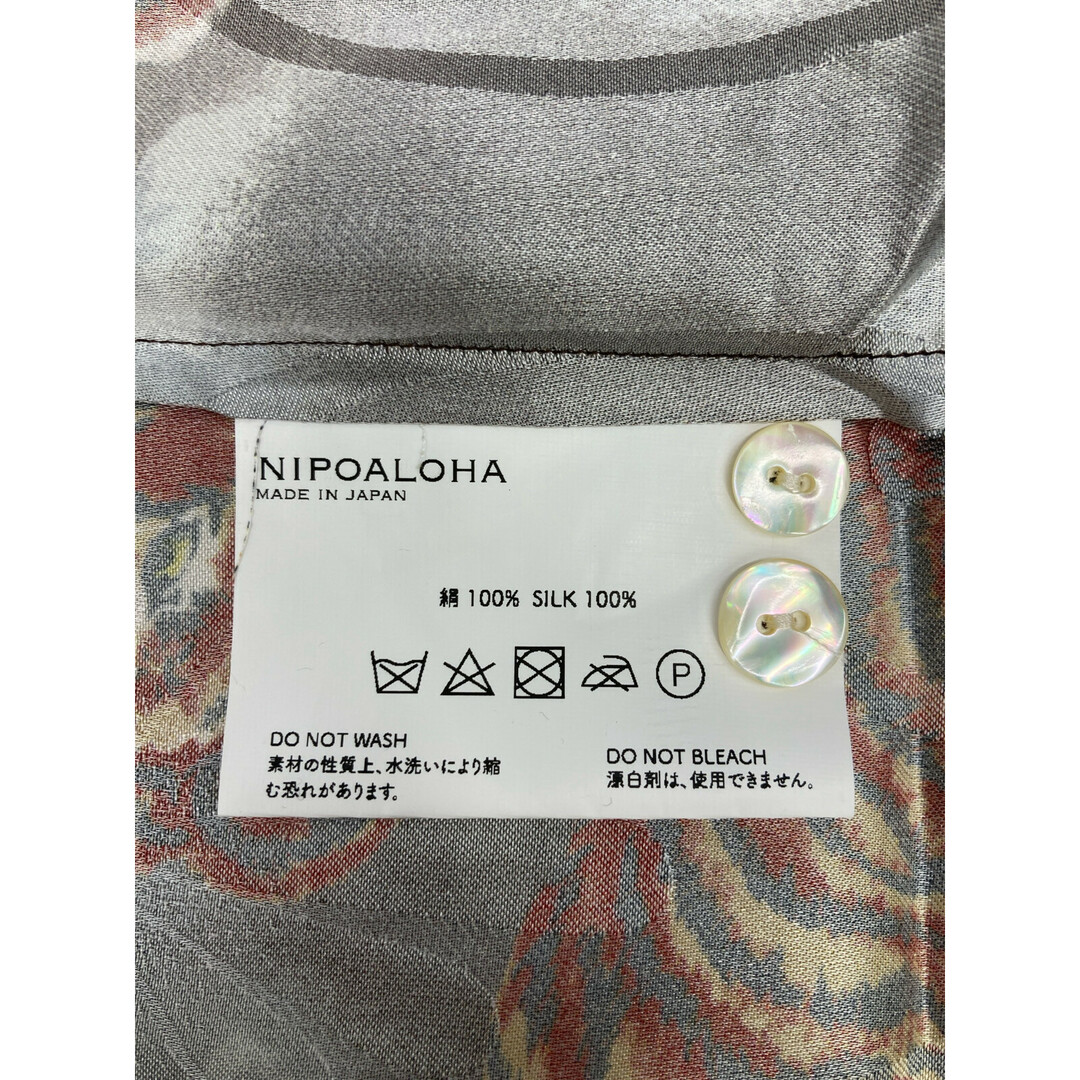 NIPOALOHA
MADE IN JAPAN
絹 100% SILK 100%
P
DO NOT WASH
素材の性質上、水洗いにより縮
む恐れがあります。
DO NOT BLEACH
漂白剤は、使用できません。